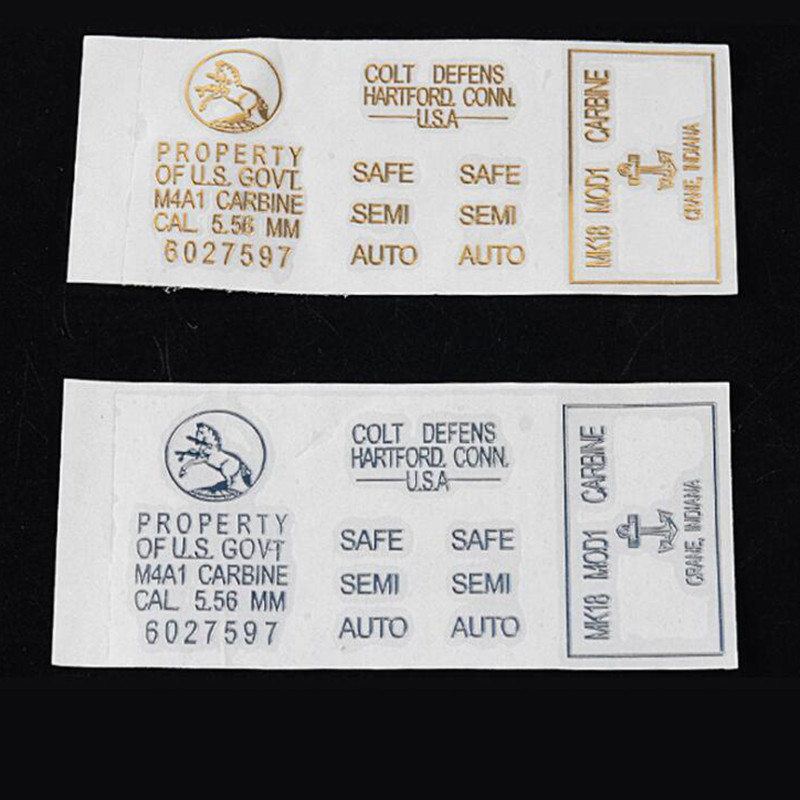 PROPERTY
OF U.S. GOVT.
M4A1 CARBINE
CAL. 5.56 MM
6027597
COLT DEFENS
HARTFORD. CONN.
U.S.A
SAFE SAFE
SEMI SEMI
AUTO AUTO
MK18 MOD1 CARBINE
CRANE, INDIANA
PROPERTY
OF U.S. GOVT
M4A1 CARBINE
CAL. 5.56 MM
6027597
COLT DEFENS
HARTFORD. CONN.
U.S.A
SAFE SAFE
SEMI SEMI
AUTO AUTO
MK18 MOD1 CARBINE
CRANE, INDIANA